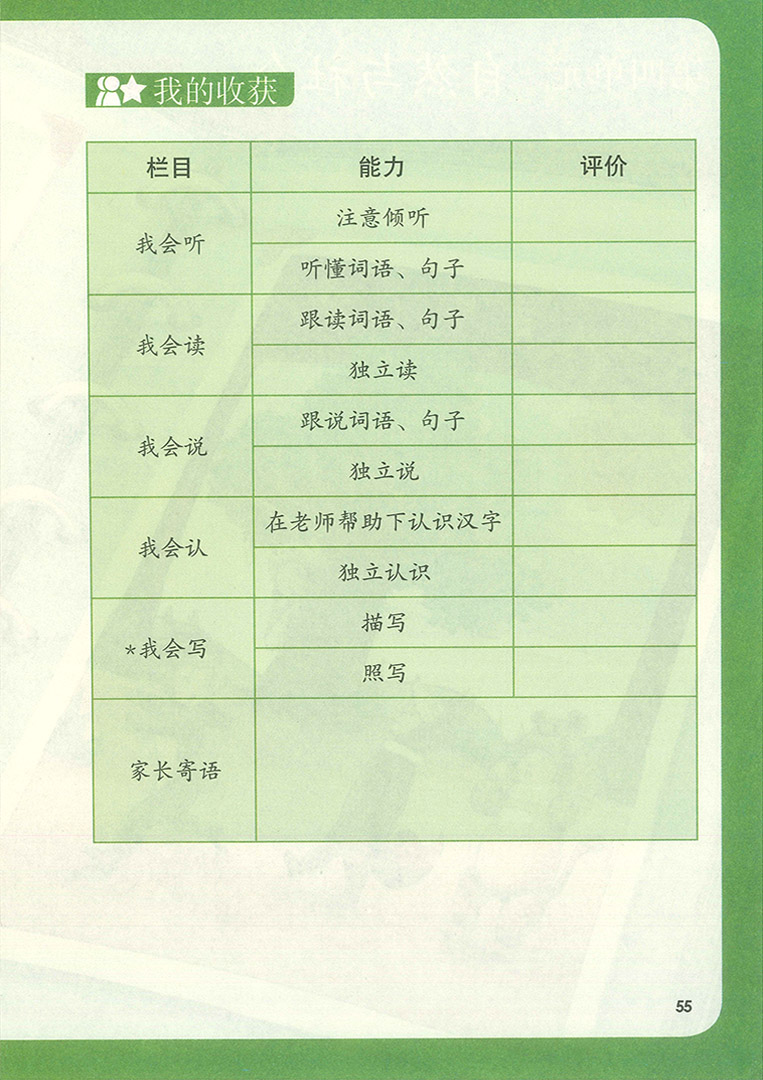 我的收获
栏目 能力 评价
我会听
注意倾听
听懂词语、句子
我会读
跟读词语、句子
独立读
我会说
跟说词语、句子
独立说
我会认
在老师帮助下认识汉字
独立认识
*我会写
描写
照写
家长寄语
55